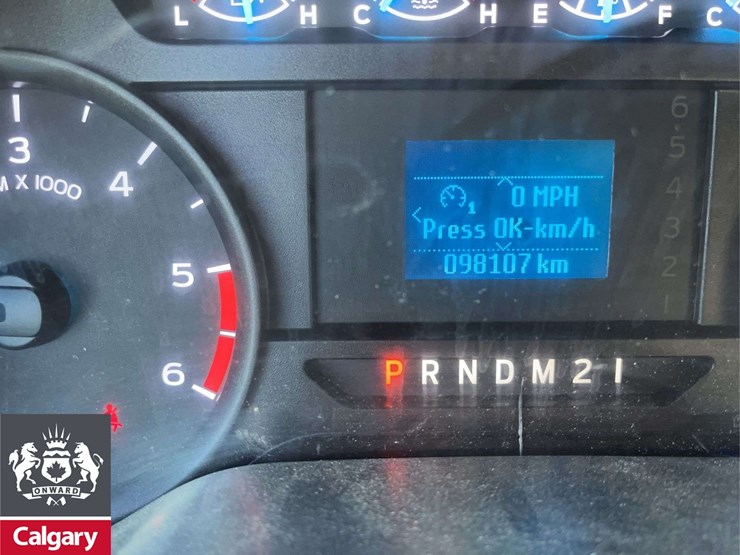 L H C H E F C
3
M X 1000
4
5
6
1
0 MPH
Press OK-km/h
098107 km
6
5
4
3
2
1
P R N D M 2 1
ONWARD
Calgary